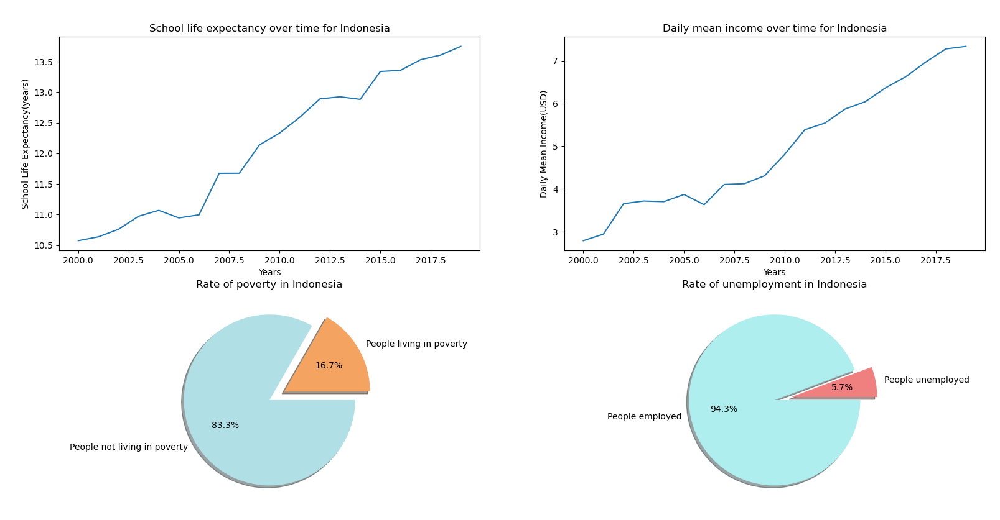 School life expectancy over time for Indonesia
School Life Expectancy(years)
13.5
13.0
12.5
12.0
11.5
11.0
10.5
2000.0 2002.5 2005.0 2007.5 2010.0 2012.5 2015.0 2017.5
Years
Daily mean income over time for Indonesia
Daily Mean Income(USD)
7
6
5
4
3
2000.0 2002.5 2005.0 2007.5 2010.0 2012.5 2015.0 2017.5
Years
Rate of poverty in Indonesia
People living in poverty
16.7%
83.3%
People not living in poverty
Rate of unemployment in Indonesia
People unemployed
5.7%
94.3%
People employed